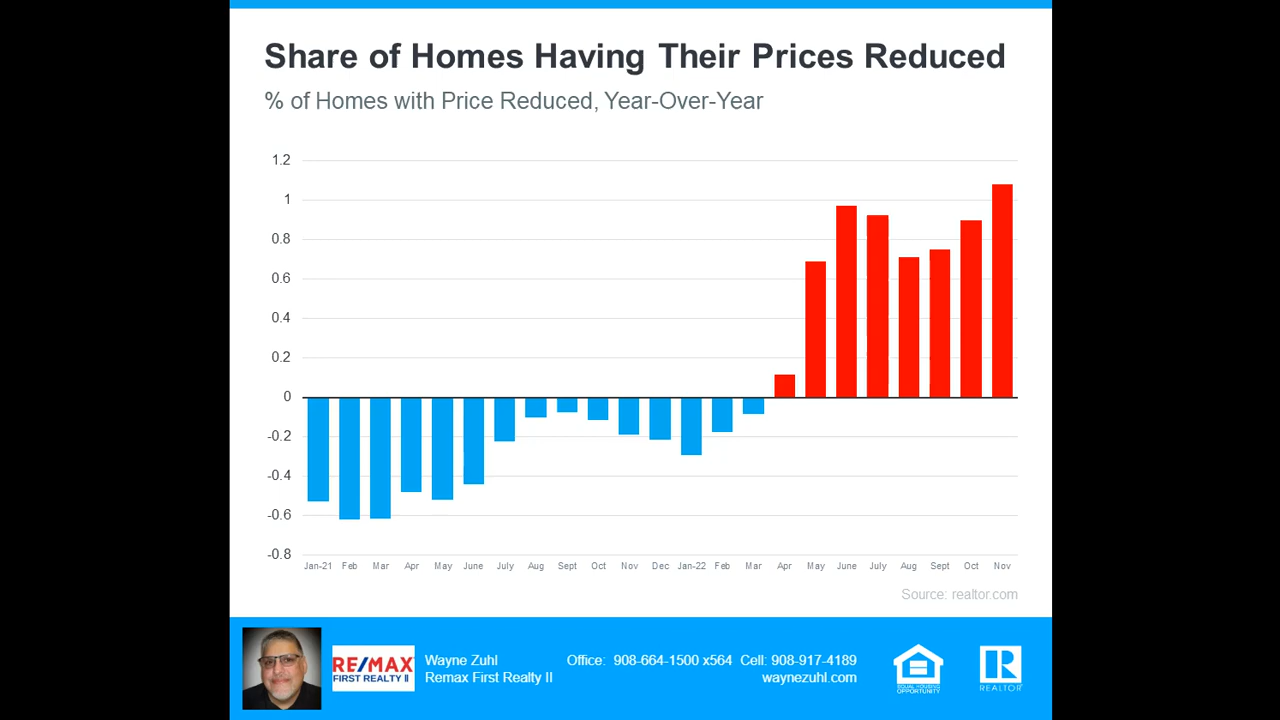 Share of Homes Having Their Prices Reduced
% of Homes with Price Reduced, Year-Over-Year
1.2
1
0.8
0.6
0.4
0.2
0
-0.2
-0.4
-0.6
-0.8
Jan-21 Feb Mar Apr May June July Aug Sept Oct Nov Dec Jan-22 Feb Mar Apr May June July Aug Sept Oct Nov
Source: realtor.com
RE/MAX
FIRST REALTY II
Wayne Zuhl
Remax First Realty II
Office: 908-664-1500 x564 Cell: 908-917-4189
waynezuhl.com
EQUAL HOUSING
OPPORTUNITY
R
REALTOR®